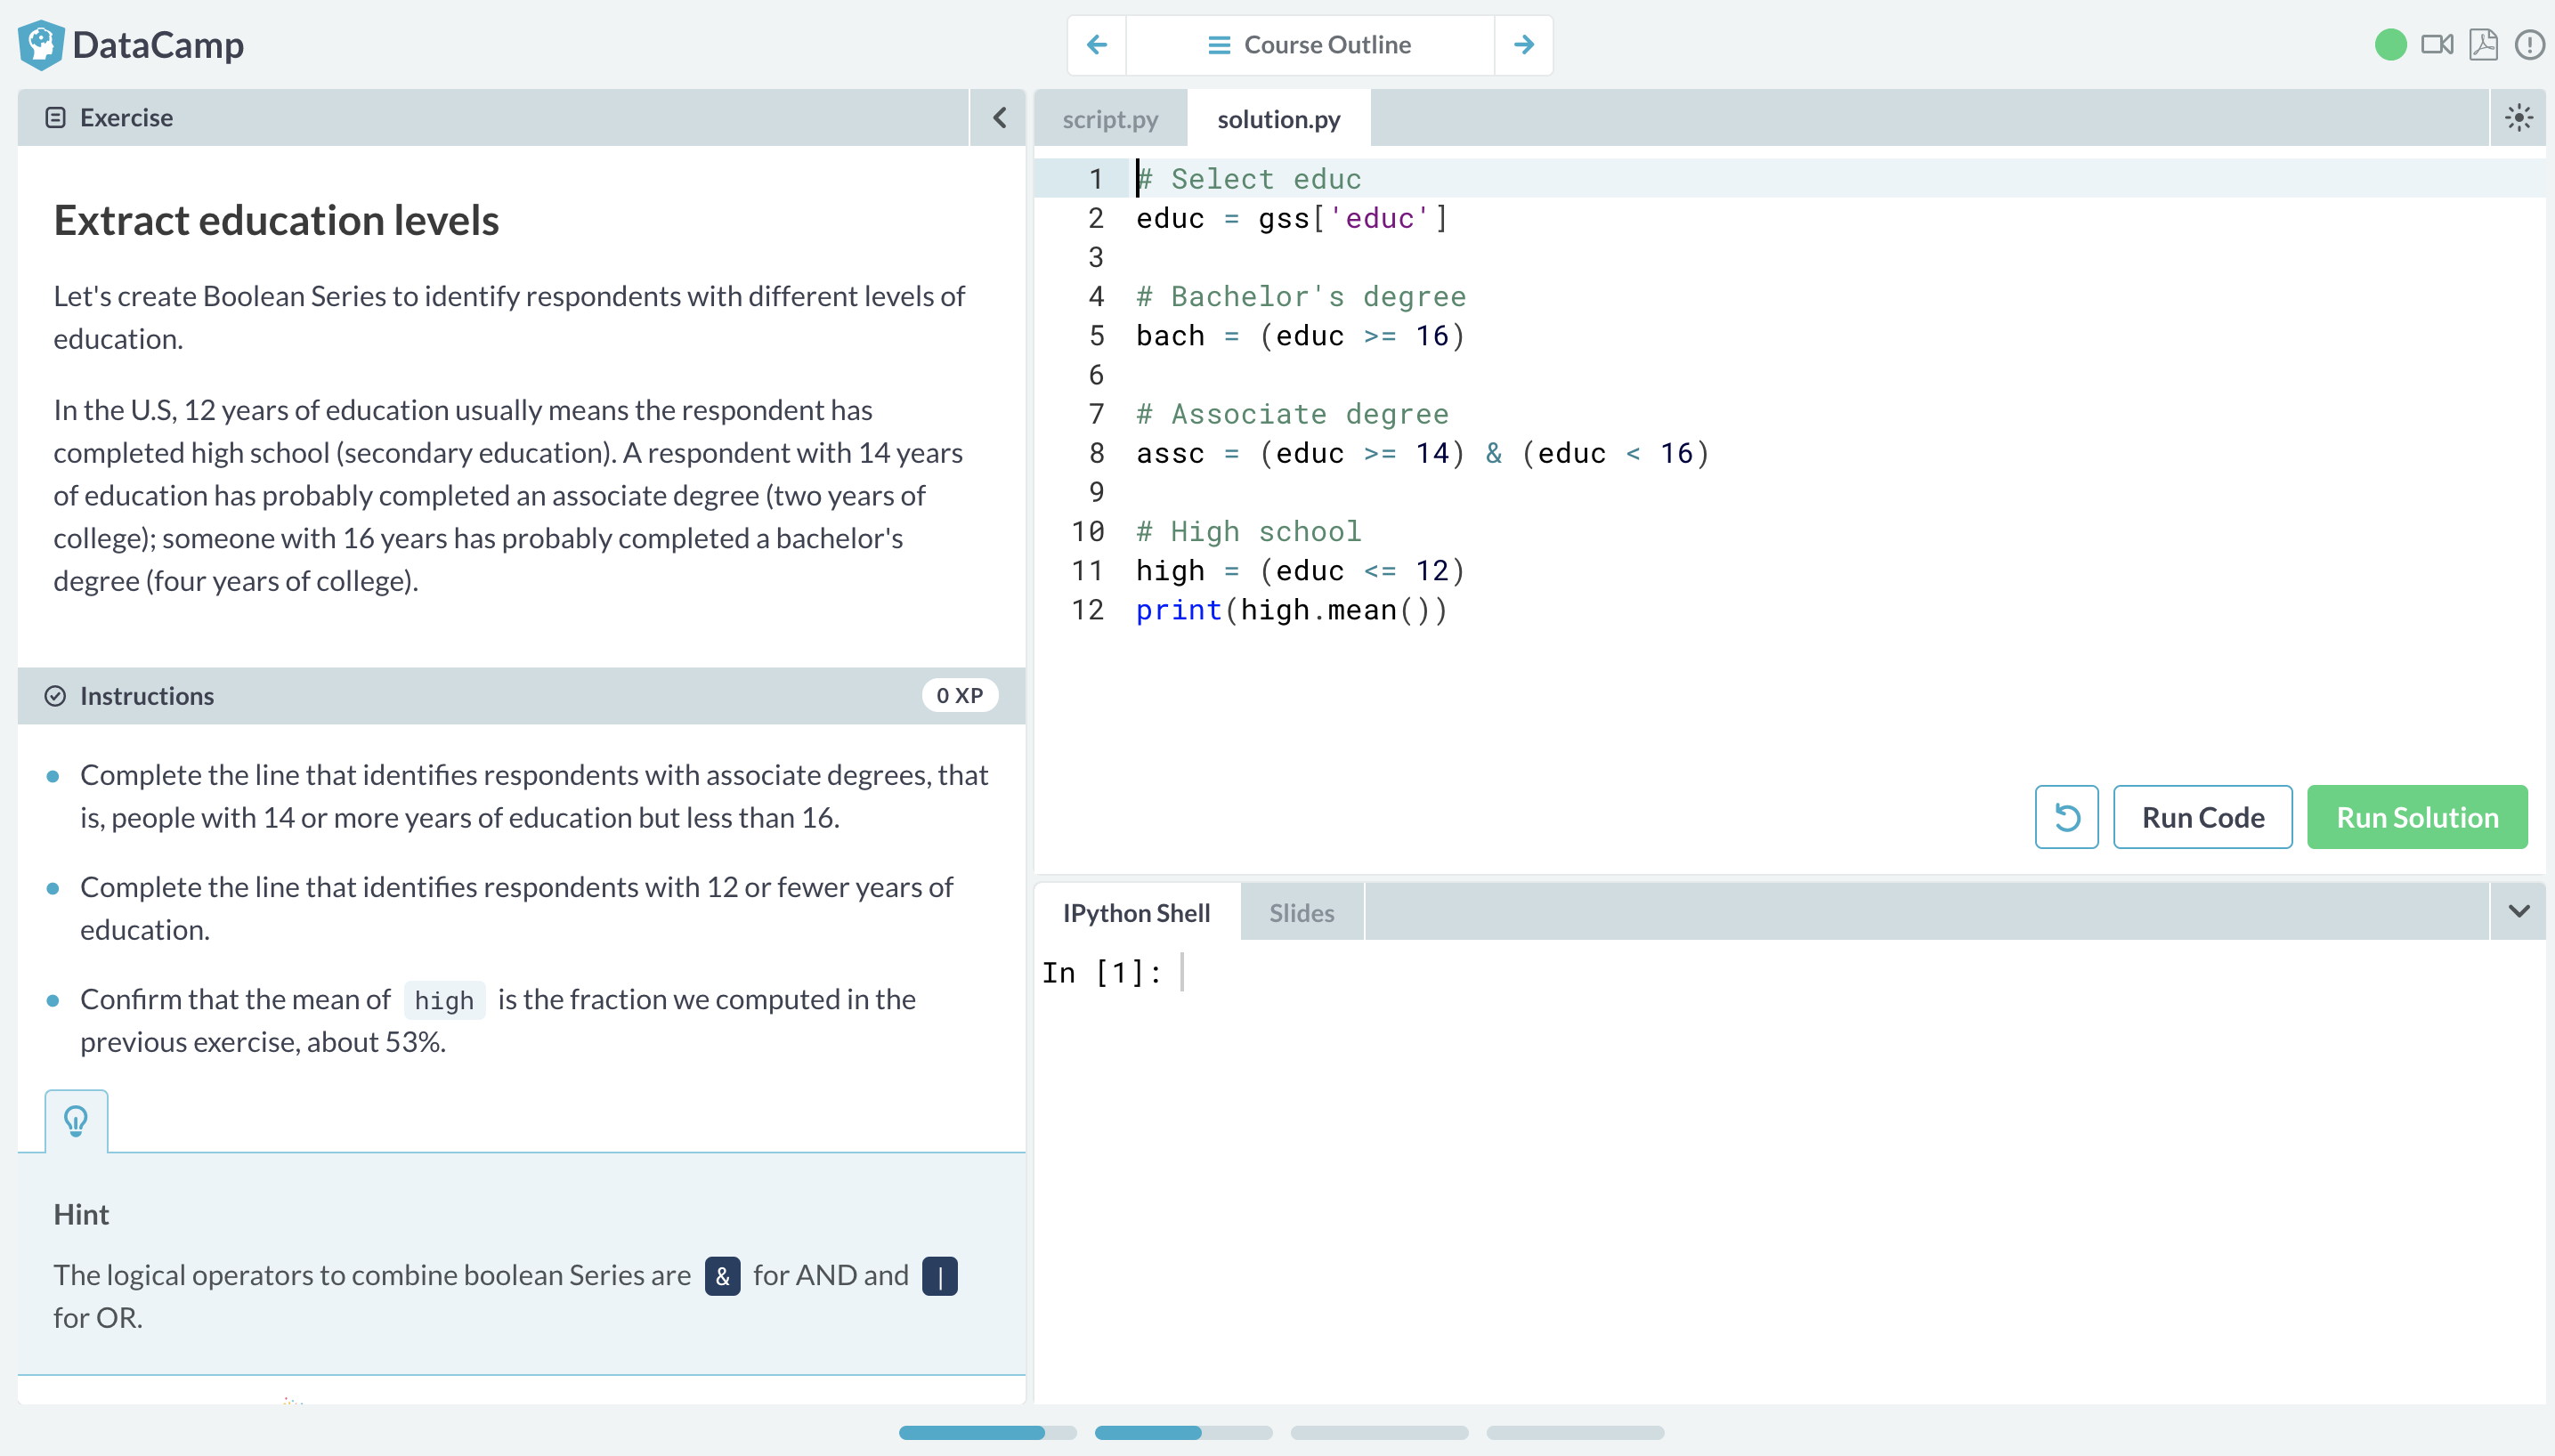 DataCamp
Course Outline
Exercise
Extract education levels
Let's create Boolean Series to identify respondents with different levels of
education.
In the U.S, 12 years of education usually means the respondent has
completed high school (secondary education). A respondent with 14 years
of education has probably completed an associate degree (two years of
college); someone with 16 years has probably completed a bachelor's
degree (four years of college).
Instructions
0 XP
Complete the line that identifies respondents with associate degrees, that
is, people with 14 or more years of education but less than 16.
Complete the line that identifies respondents with 12 or fewer years of
education.
Confirm that the mean of high is the fraction we computed in the
previous exercise, about 53%.
Hint
The logical operators to combine boolean Series are & for AND and |
for OR.
script.py
solution.py
1 # Select educ
2 educ = gss['educ']
3
4 # Bachelor's degree
5 bach = (educ >= 16)
6
7 # Associate degree
8 assc = (educ >= 14) & (educ < 16)
9
10 # High school
11 high = (educ <= 12)
12 print(high.mean())
Run Code
Run Solution
IPython Shell
Slides
In [1]: